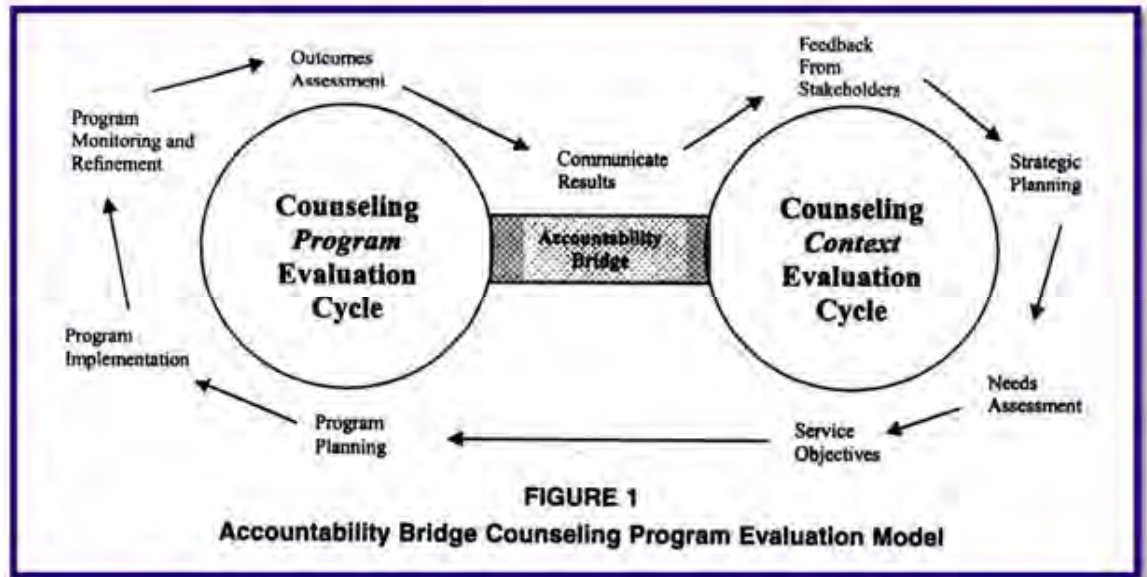 Outcomes
Assessment
Feedback
From
Stakeholders
Program
Monitoring and
Refinement
Communicate
Results
Strategic
Planning
Counseling
Program
Evaluation
Cycle
Accountability
Bridge
Counseling
Context
Evaluation
Cycle
Program
Implementation
Needs
Assessment
Program
Planning
Service
Objectives
FIGURE 1
Accountability Bridge Counseling Program Evaluation Model